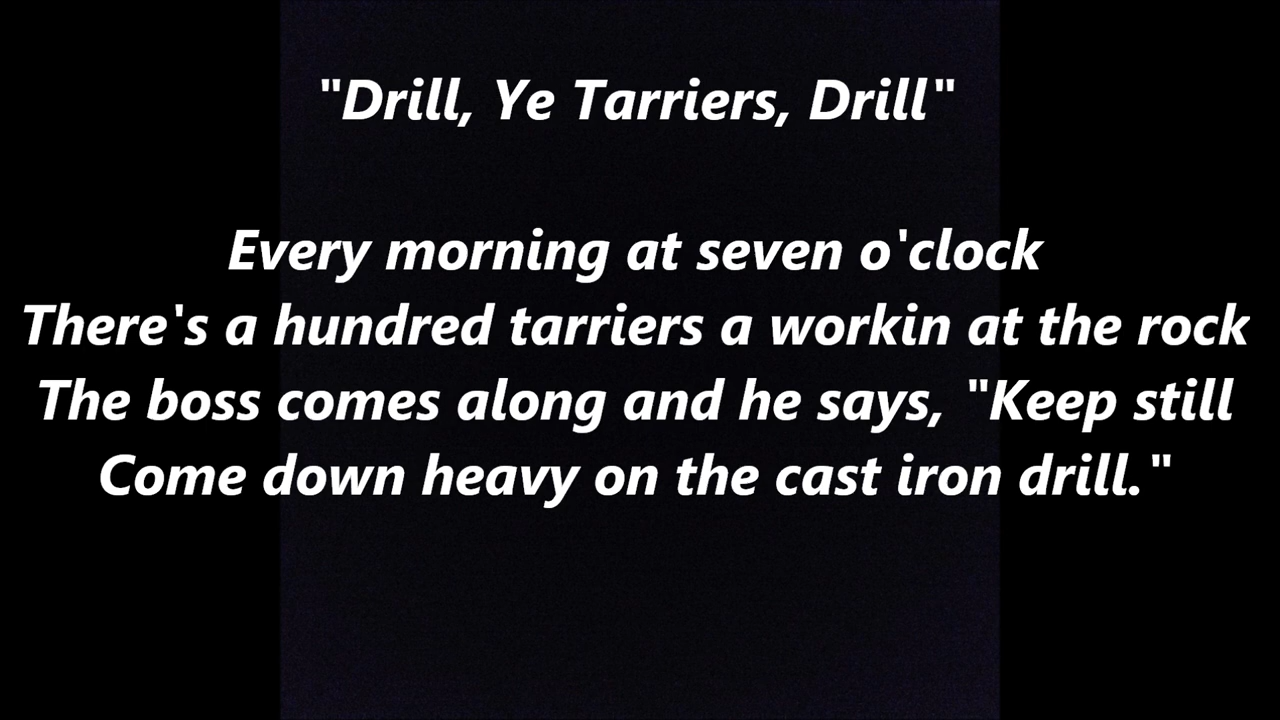 "Drill, Ye Tarriers, Drill"
Every morning at seven o'clock
There's a hundred tarriers a workin at the rock
The boss comes along and he says, "Keep still
Come down heavy on the cast iron drill."